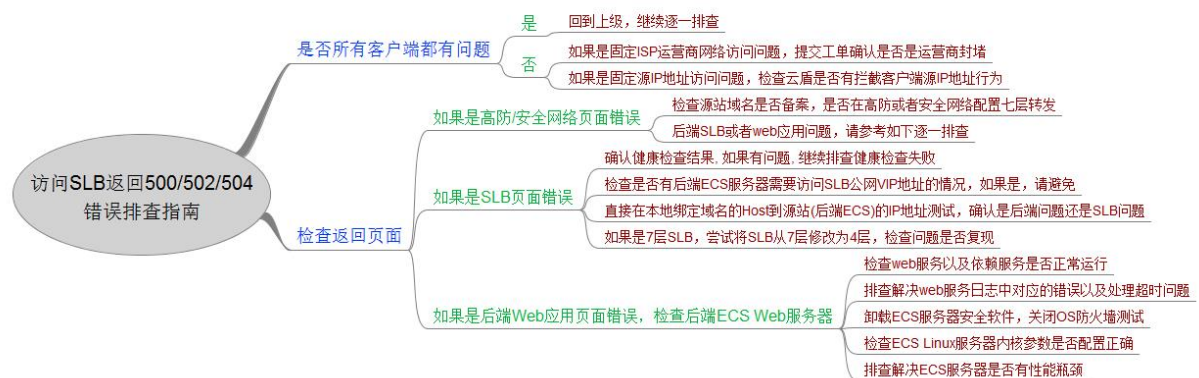 访问SLB返回500/502/504
错误排查指南
是否所有客户端都有问题
是
回到上级，继续逐一排查
否
如果是固定ISP运营商网络访问问题，提交工单确认是否是运营商封堵
如果是固定源IP地址访问问题，检查云盾是否有拦截客户端源IP地址行为
检查返回页面
如果是高防/安全网络页面错误
检查源站域名是否备案，是否在高防或者安全网络配置七层转发
后端SLB或者web应用问题，请参考如下逐一排查
如果是SLB页面错误
确认健康检查结果, 如果有问题, 继续排查健康检查失败
检查是否有后端ECS服务器需要访问SLB公网VIP地址的情况，如果是，请避免
直接在本地绑定域名的Host到源站(后端ECS)的IP地址测试，确认是后端问题还是SLB问题
如果是7层SLB，尝试将SLB从7层修改为4层，检查问题是否复现
如果是后端Web应用页面错误，检查后端ECS Web服务器
检查web服务以及依赖服务是否正常运行
排查解决web服务日志中对应的错误以及处理超时问题
卸载ECS服务器安全软件，关闭OS防火墙测试
检查ECS Linux服务器内核参数是否配置正确
排查解决ECS服务器是否有性能瓶颈